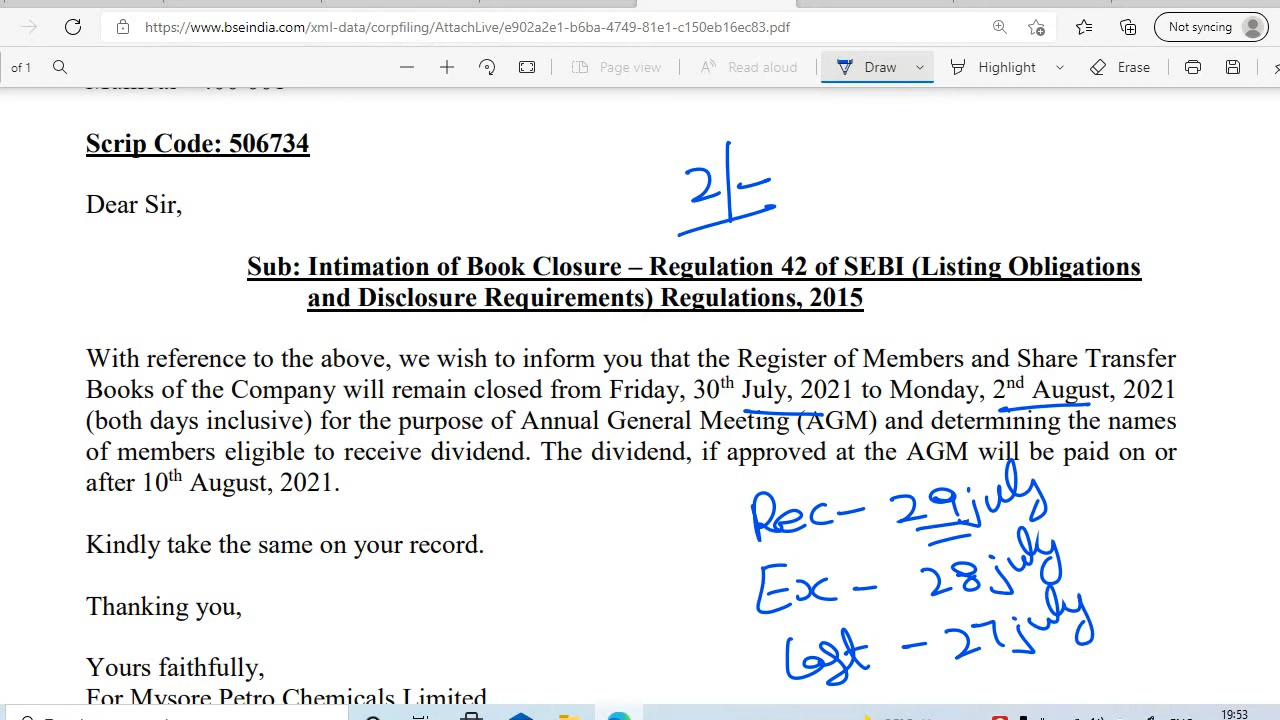 https://www.bseindia.com/xml-data/corpfiling/AttachLive/e902a2e1-b6ba-4749-81e1-c150eb16ec83.pdf
Not syncing
of 1
Page view
Read aloud
Draw
Highlight
Erase
Scrip Code: 506734
2/-
Dear Sir,
Sub: Intimation of Book Closure – Regulation 42 of SEBI (Listing Obligations
and Disclosure Requirements) Regulations, 2015
With reference to the above, we wish to inform you that the Register of Members and Share Transfer
Books of the Company will remain closed from Friday, 30th July, 2021 to Monday, 2nd August, 2021
(both days inclusive) for the purpose of Annual General Meeting (AGM) and determining the names
of members eligible to receive dividend. The dividend, if approved at the AGM will be paid on or
after 10th August, 2021.
Rec – 29 july
Kindly take the same on your record.
Ex – 28 july
Thanking you,
Last – 27 july
Yours faithfully,
For Mysore Petro Chemicals Limited
19:53